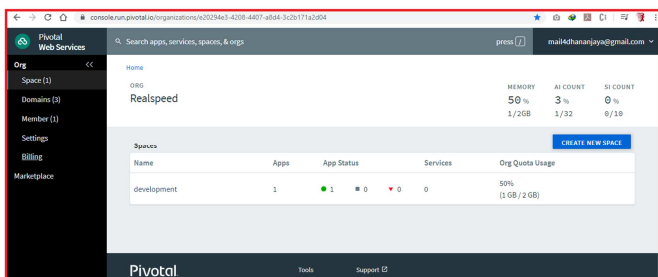 console.run.pivotal.io/organizations/e20294e3-4208-4407-a8d4-3c2b171a2d04
Pivotal
Web Services
Search apps, services, spaces, & orgs
press /
mail4dhananjaya@gmail.com
Org <<
Space (1)
Domains (3)
Member (1)
Settings
Billing
Marketplace
Home
ORG
Realspeed
MEMORY AI COUNT SI COUNT
50 % 3 % 0 %
1/2GB 1/32 0/10
Spaces
CREATE NEW SPACE
Name Apps App Status Services Org Quota Usage
development 1 1 0 0 0 50%
(1 GB / 2 GB)
Pivotal
Tools Support